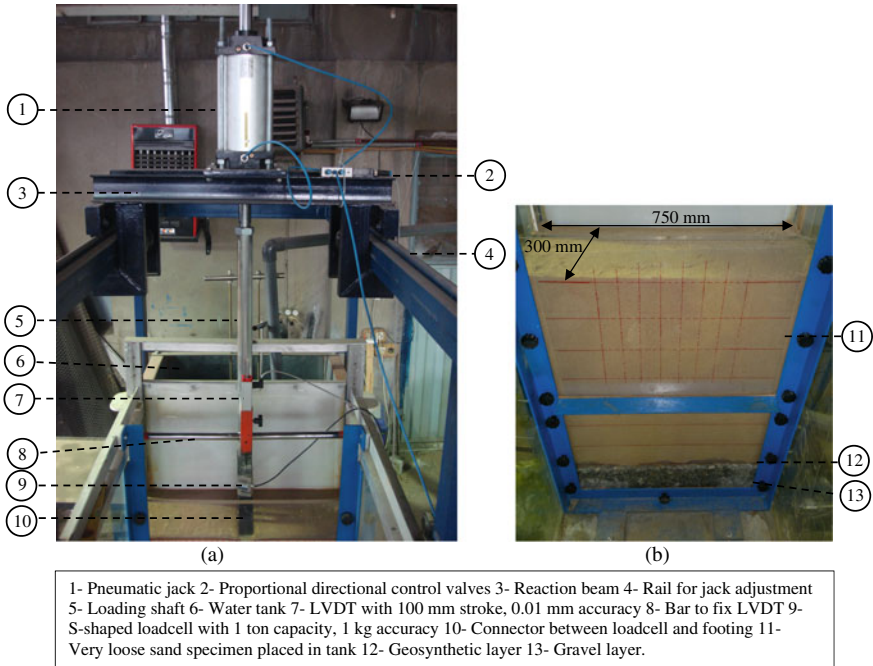 1
2
3
4
5
6
7
8
9
10
750 mm
300 mm
11
12
13
(a)
(b)
1- Pneumatic jack 2- Proportional directional control valves 3- Reaction beam 4- Rail for jack adjustment
5- Loading shaft 6- Water tank 7- LVDT with 100 mm stroke, 0.01 mm accuracy 8- Bar to fix LVDT 9-
S-shaped loadcell with 1 ton capacity, 1 kg accuracy 10- Connector between loadcell and footing 11-
Very loose sand specimen placed in tank 12- Geosynthetic layer 13- Gravel layer.